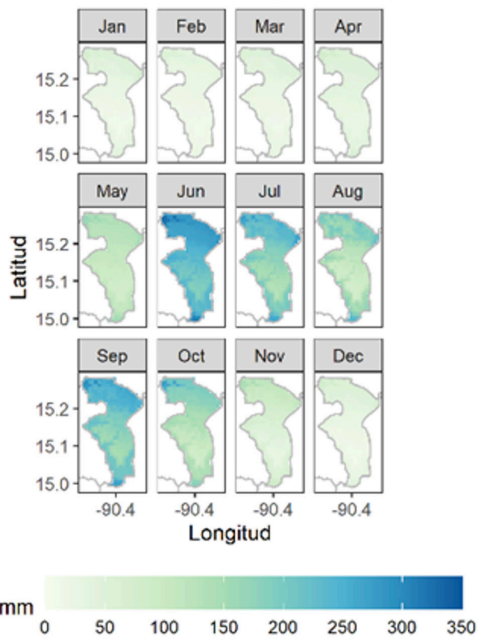 Jan Feb Mar Apr
15.2
15.1
15.0
May Jun Jul Aug
15.2
15.1
15.0
Latitud
Sep Oct Nov Dec
15.2
15.1
15.0
-90.4 -90.4 -90.4 -90.4
Longitud
mm
0 50 100 150 200 250 300 350